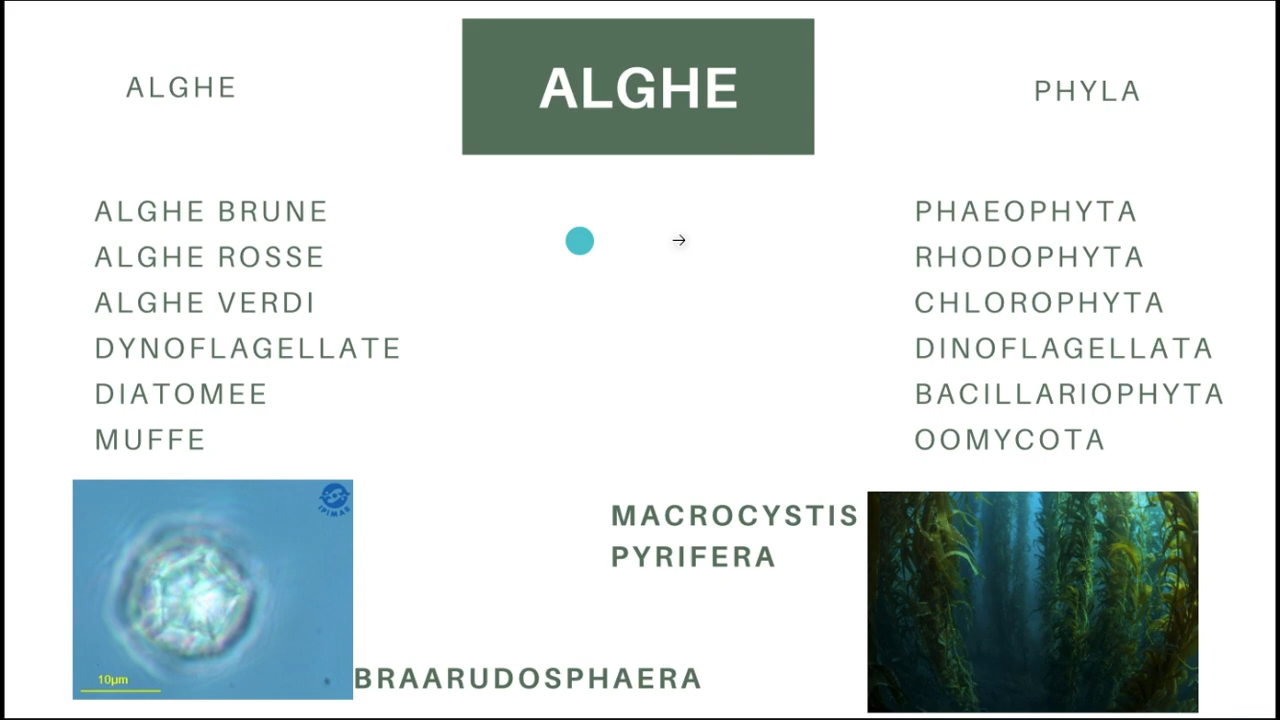 ALGHE
ALGHE
PHYLA
ALGHE BRUNE
ALGHE ROSSE
ALGHE VERDI
DYNOFLAGELLATE
DIATOMEE
MUFFE
PHAEOPHYTA
RHODOPHYTA
CHLOROPHYTA
DINOFLAGELLATA
BACILLARIOPHYTA
OOMYCOTA
IPIMAR
10µm
BRAARUDOSPHAERA
MACROCYSTIS
PYRIFERA